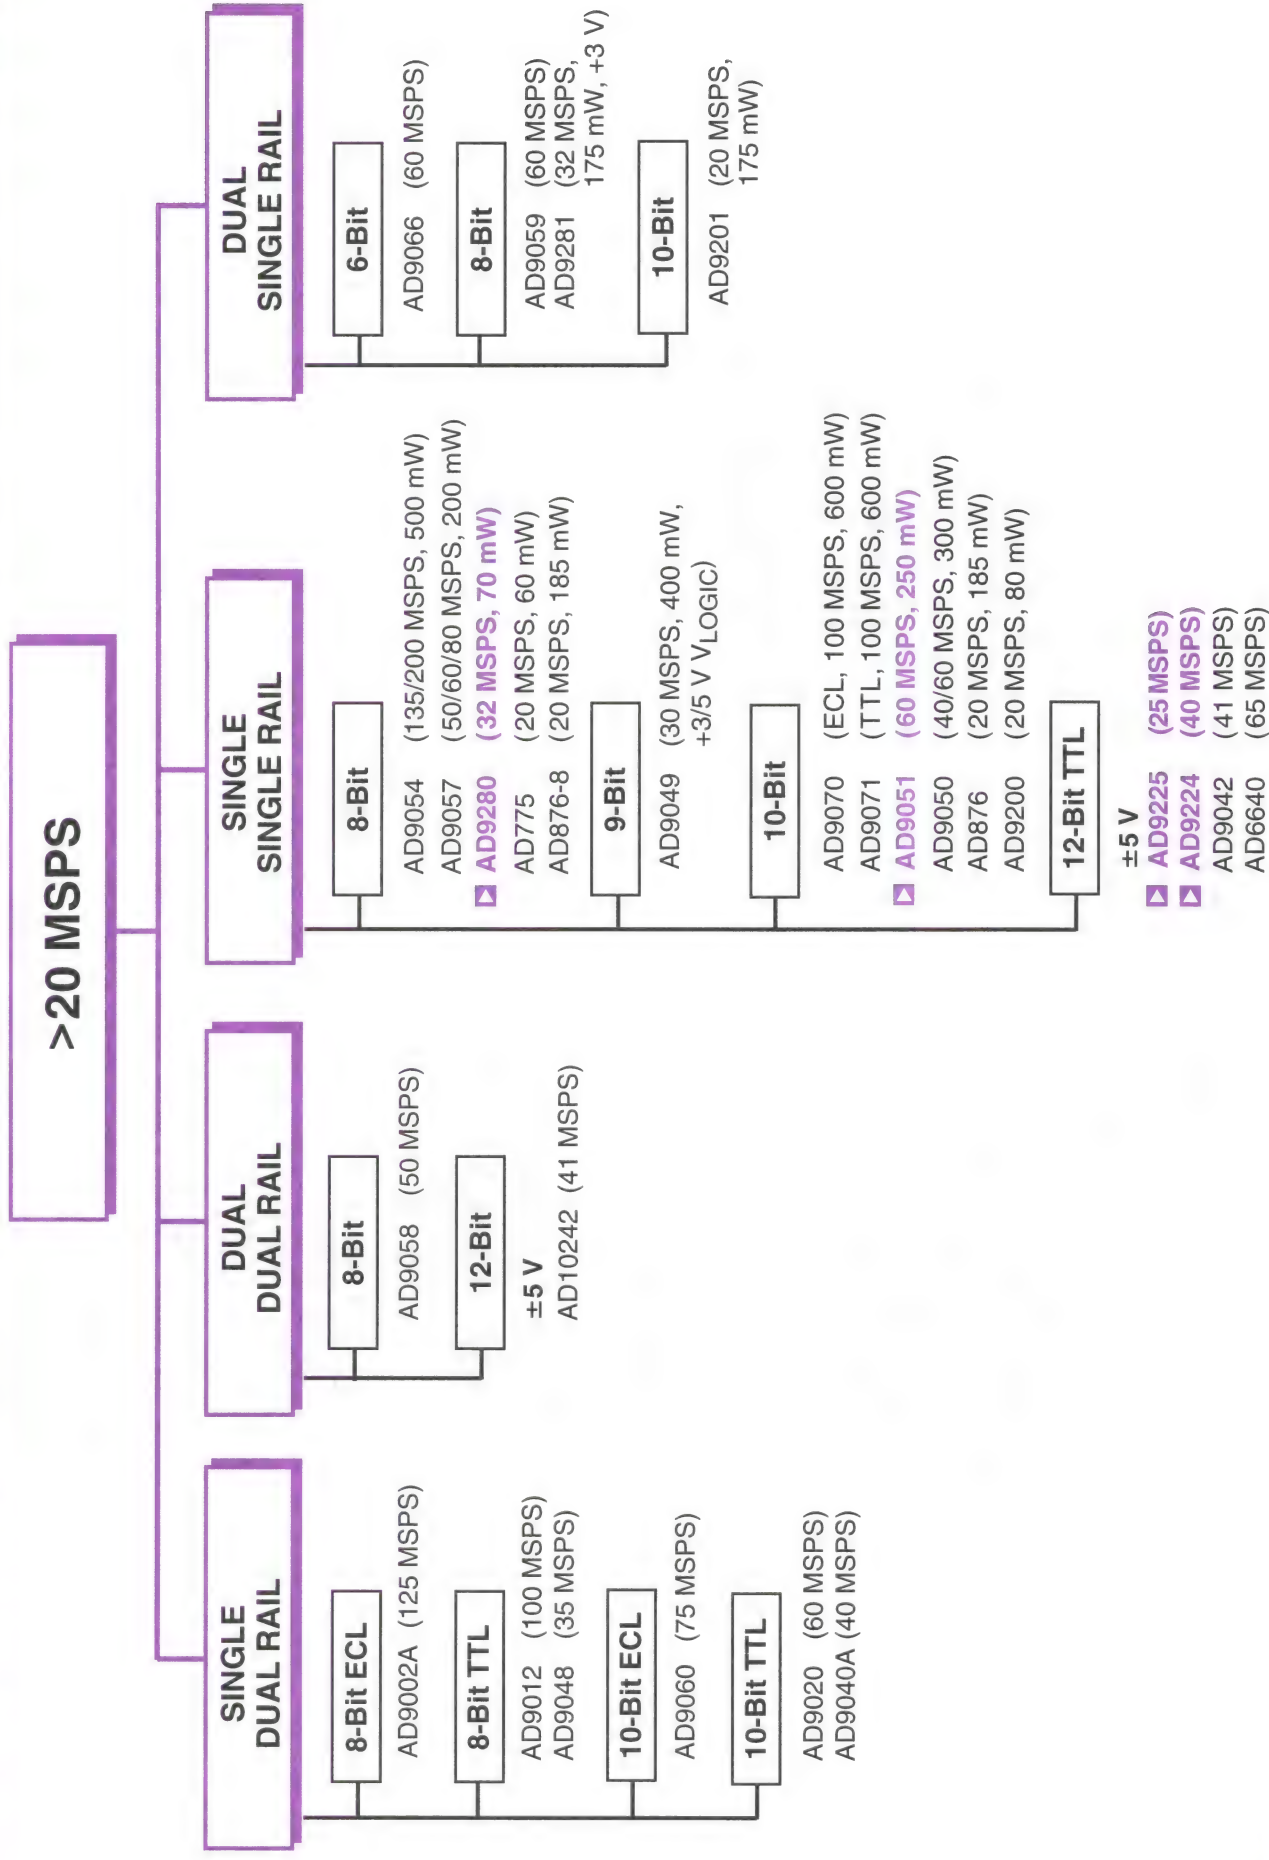 >20 MSPS
SINGLE
DUAL RAIL
8-Bit ECL
AD9002A (125 MSPS)
8-Bit TTL
AD9012 (100 MSPS)
AD9048 (35 MSPS)
10-Bit ECL
AD9060 (75 MSPS)
10-Bit TTL
AD9020 (60 MSPS)
AD9040A (40 MSPS)
DUAL
DUAL RAIL
8-Bit
AD9058 (50 MSPS)
12-Bit
±5 V
AD10242 (41 MSPS)
SINGLE
SINGLE RAIL
8-Bit
AD9054 (135/200 MSPS, 500 mW)
AD9057 (50/60/80 MSPS, 200 mW)
AD9280 (32 MSPS, 70 mW)
AD775 (20 MSPS, 60 mW)
AD876-8 (20 MSPS, 185 mW)
9-Bit
AD9049 (30 MSPS, 400 mW,
+3/5 V VLOGIC)
10-Bit
AD9070 (ECL, 100 MSPS, 600 mW)
AD9071 (TTL, 100 MSPS, 600 mW)
AD9051 (60 MSPS, 250 mW)
AD9050 (40/60 MSPS, 300 mW)
AD876 (20 MSPS, 185 mW)
AD9200 (20 MSPS, 80 mW)
12-Bit TTL
±5 V
AD9225 (25 MSPS)
AD9224 (40 MSPS)
AD9042 (41 MSPS)
AD6640 (65 MSPS)
DUAL
SINGLE RAIL
6-Bit
AD9066 (60 MSPS)
8-Bit
AD9059 (60 MSPS)
AD9281 (32 MSPS,
175 mW, +3 V)
10-Bit
AD9201 (20 MSPS,
175 mW)